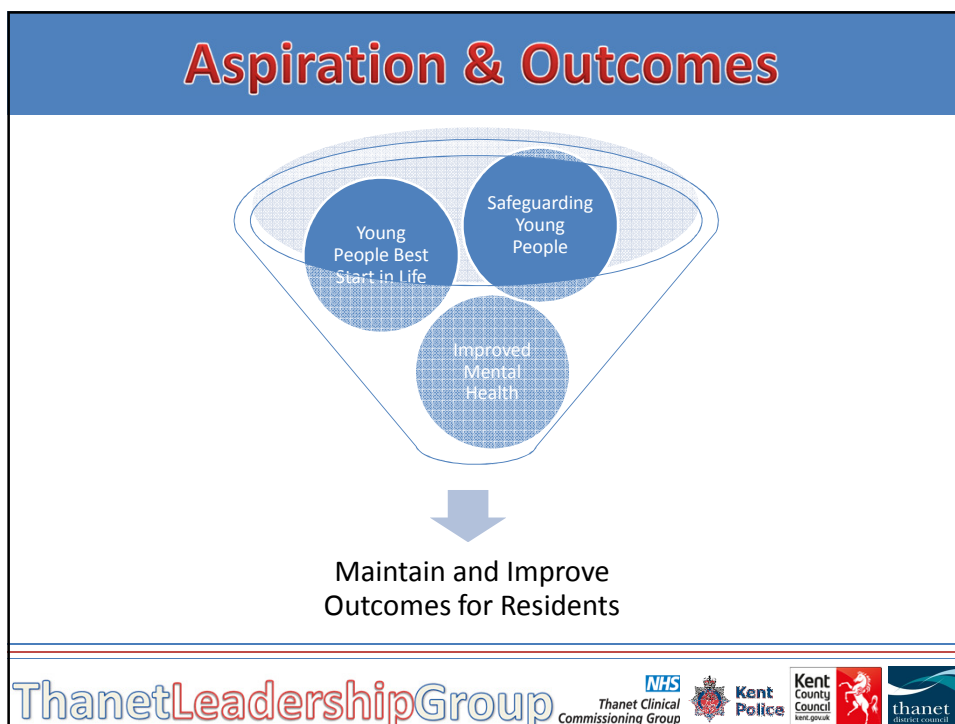 Aspiration & Outcomes
Safeguarding
Young
People
Young
People Best
Start in Life
Improved
Mental
Health
Maintain and Improve
Outcomes for Residents
ThanetLeadershipGroup
NHS
Thanet Clinical
Commissioning Group
Kent
Police
Kent
County
Council
kent.gov.uk
thanet
district council